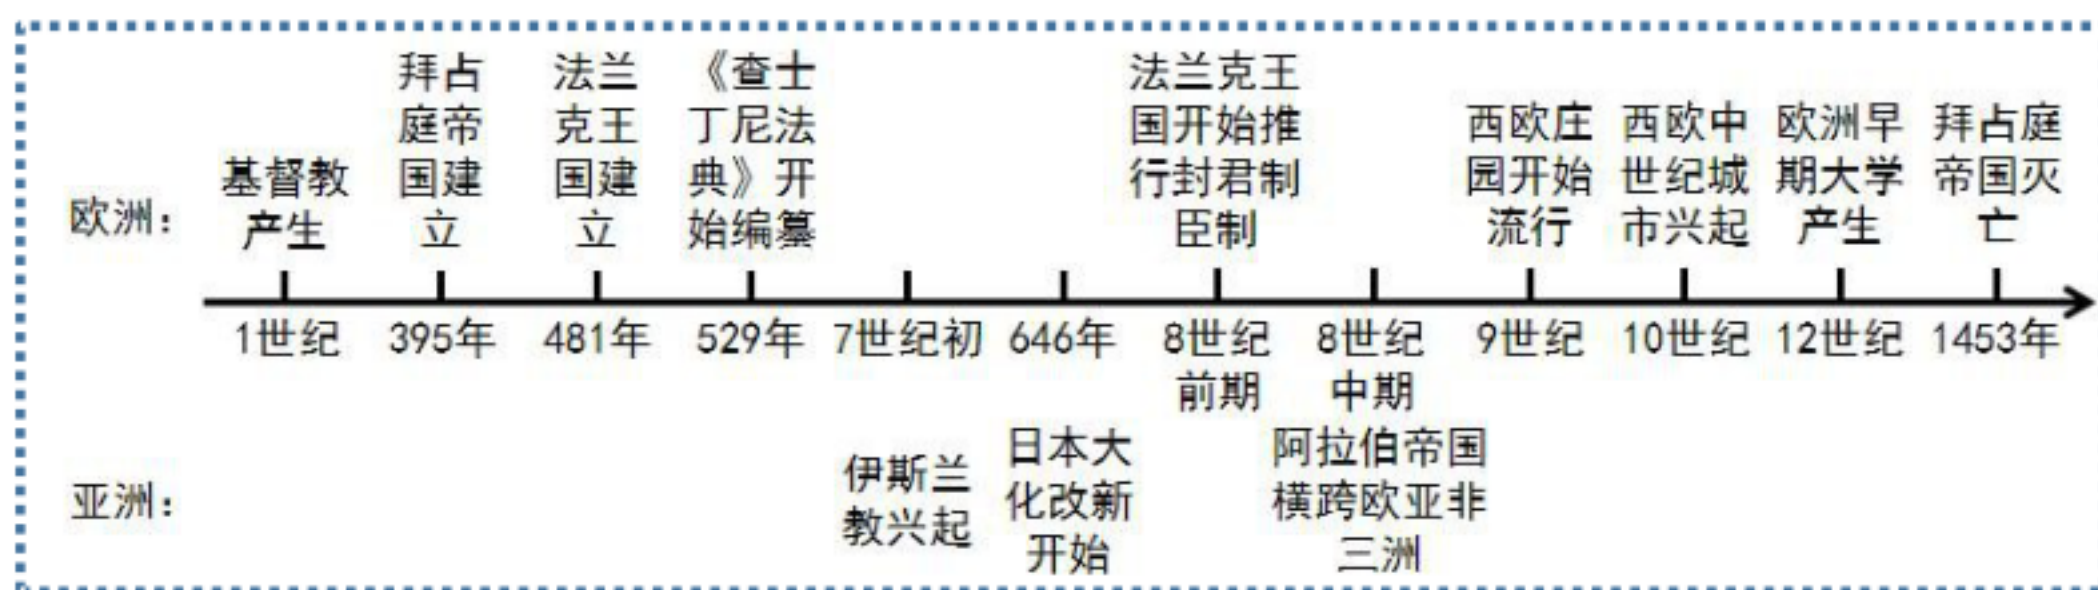 欧洲：
基督教
产生
拜占
庭帝
国建
立
法兰
克王
国建
立
《查士
丁尼法
典》开
始编纂
法兰克王
国开始推
行封君制
臣制
西欧庄
园开始
流行
西欧中
世纪城
市兴起
欧洲早
期大学
产生
拜占庭
帝国灭
亡
1世纪
395年
481年
529年
7世纪初
646年
8世纪
前期
8世纪
中期
9世纪
10世纪
12世纪
1453年
亚洲：
伊斯兰
教兴起
日本大
化改新
开始
阿拉伯帝国
横跨欧亚非
三洲